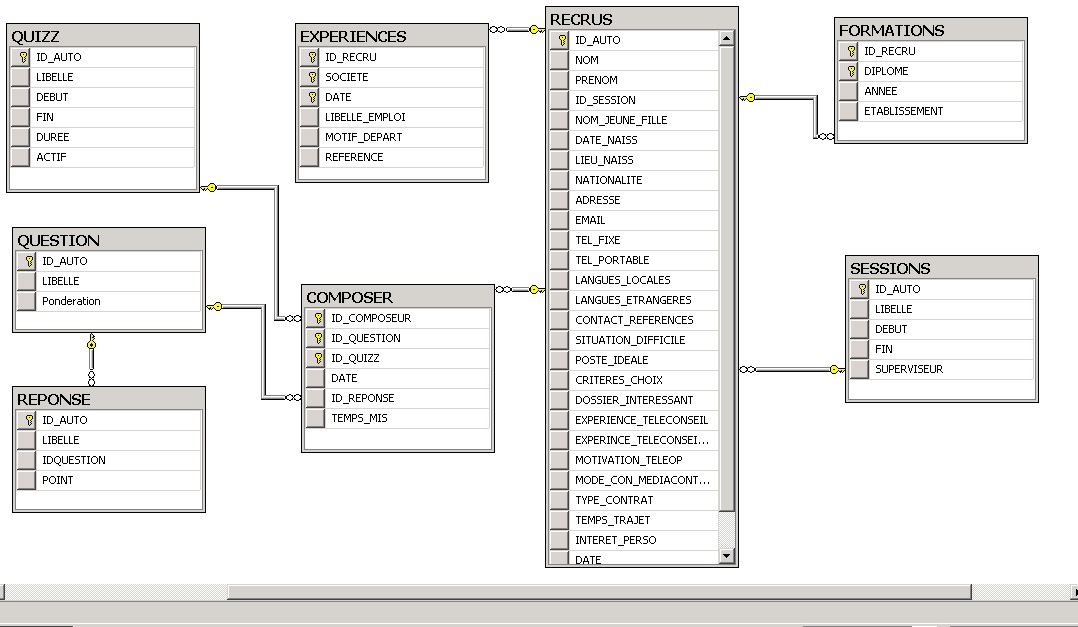 QUIZZ
ID_AUTO
LIBELLE
DEBUT
FIN
DUREE
ACTIF
QUESTION
ID_AUTO
LIBELLE
Ponderation
REPONSE
ID_AUTO
LIBELLE
IDQUESTION
POINT
EXPERIENCES
ID_RECRU
SOCIETE
DATE
LIBELLE_EMPLOI
MOTIF_DEPART
REFERENCE
COMPOSER
ID_COMPOSEUR
ID_QUESTION
ID_QUIZZ
DATE
ID_REPONSE
TEMPS_MIS
RECRUS
ID_AUTO
NOM
PRENOM
ID_SESSION
NOM_JEUNE_FILLE
DATE_NAISS
LIEU_NAISS
NATIONALITE
ADRESSE
EMAIL
TEL_FIXE
TEL_PORTABLE
LANGUES_LOCALES
LANGUES_ETRANGERES
CONTACT_REFERENCES
SITUATION_DIFFICILE
POSTE_IDEALE
CRITERES_CHOIX
DOSSIER_INTERESSANT
EXPERIENCE_TELECONSEIL
EXPERINCE_TELECONSEI...
MOTIVATION_TELEOP
MODE_CON_MEDIACONT...
TYPE_CONTRAT
TEMPS_TRAJET
INTERET_PERSO
DATE
FORMATIONS
ID_RECRU
DIPLOME
ANNEE
ETABLISSEMENT
SESSIONS
ID_AUTO
LIBELLE
DEBUT
FIN
SUPERVISEUR